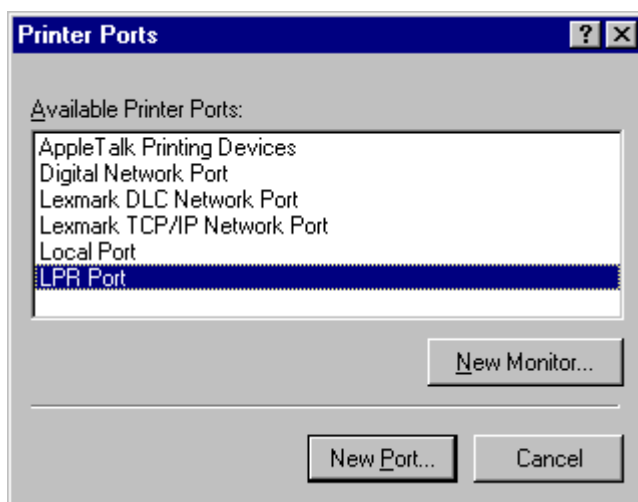 Printer Ports
Available Printer Ports:
AppleTalk Printing Devices
Digital Network Port
Lexmark DLC Network Port
Lexmark TCP/IP Network Port
Local Port
LPR Port
New Monitor...
New Port...
Cancel